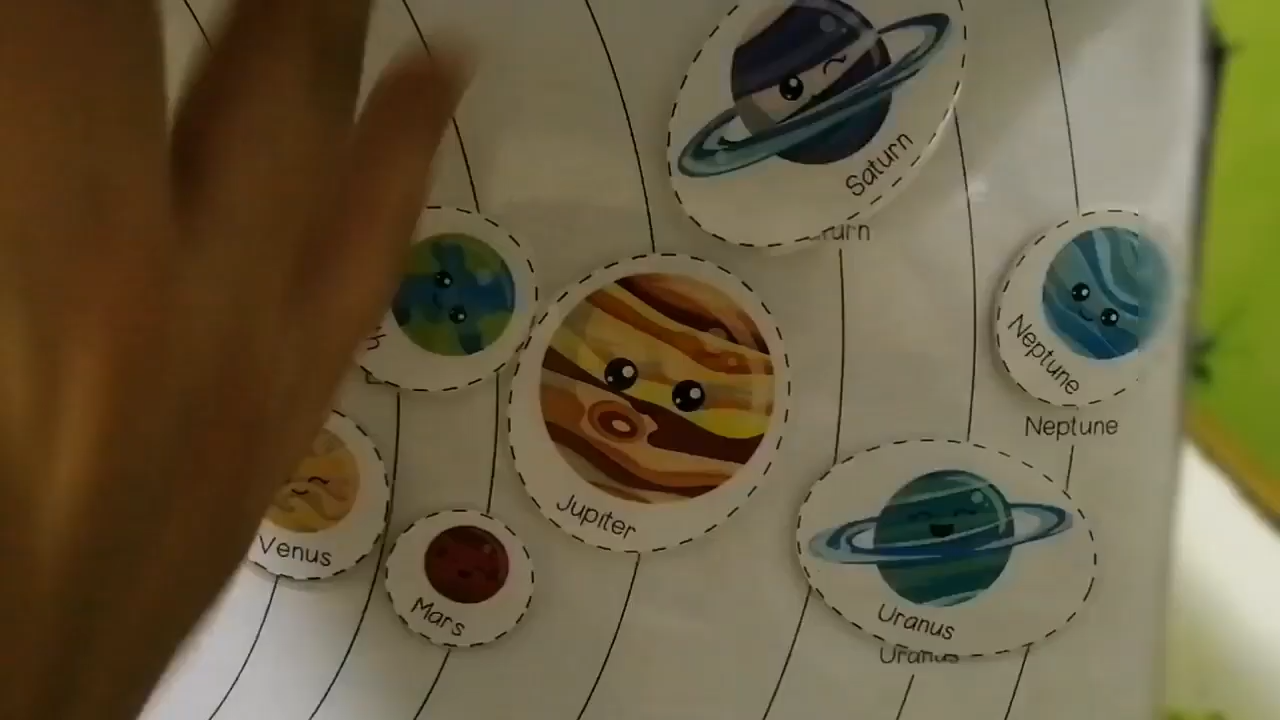 Saturn
Neptune
Neptune
Jupiter
Venus
Mars
Uranus
Uranus